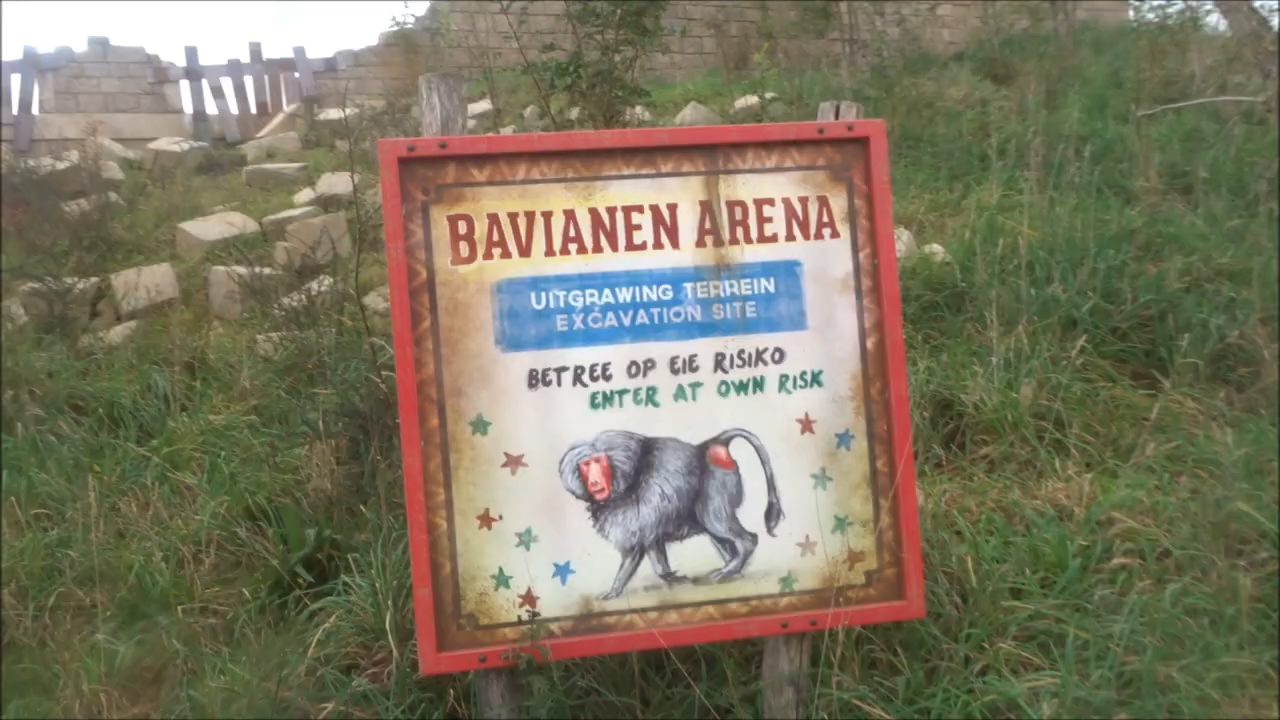 BAVIANEN ARENA
UITGRAWING TERREIN
EXCAVATION SITE
BETREE OP EIE RISIKO
ENTER AT OWN RISK